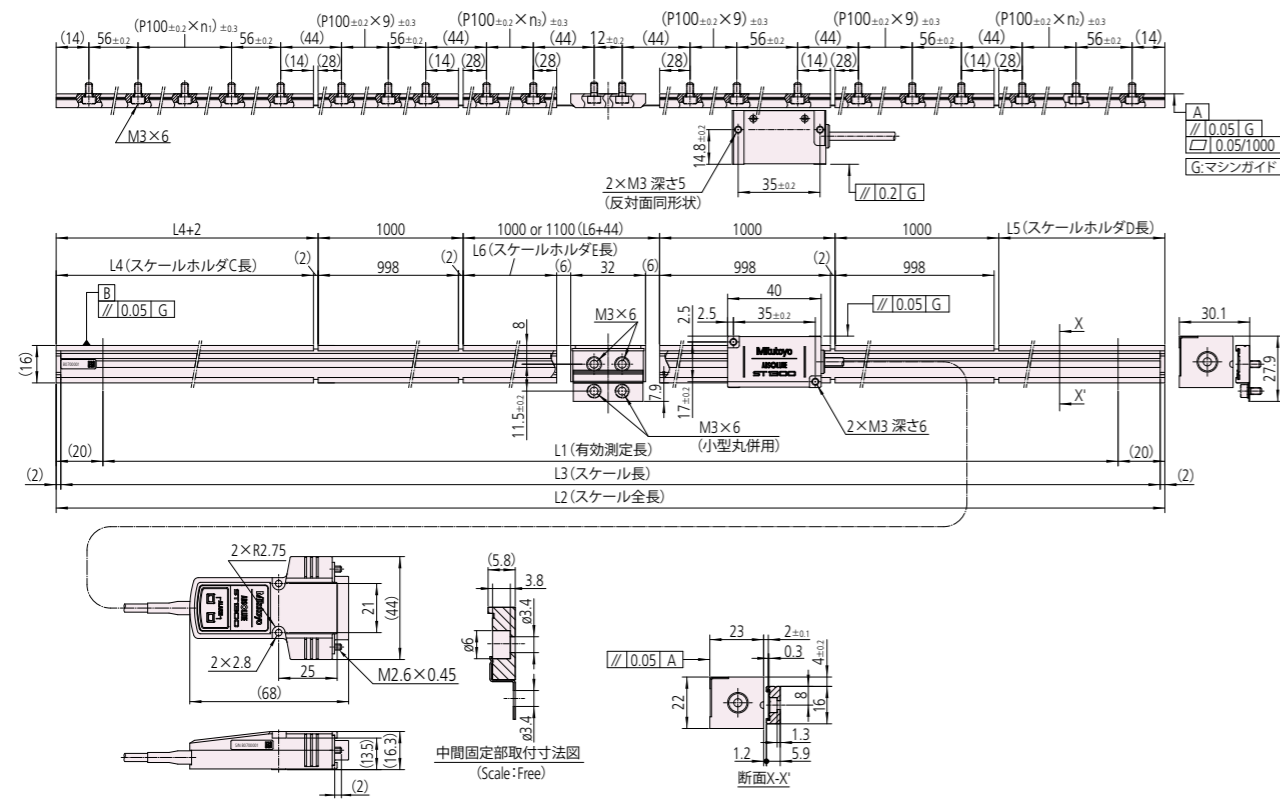 (P100±0.2×n1)±0.3 (P100±0.2×9)±0.3 (P100±0.2×n3)±0.3 (P100±0.2×9)±0.3 (P100±0.2×9)±0.3 (P100±0.2×n2)±0.3
(14) 56±0.2 56±0.2 (44) 56±0.2 (44) (44) 12±0.2 (44) 56±0.2 (44) 56±0.2 (44) 56±0.2 (14)
(14) (28) (14) (28) (28) (28) (14) (28) (14) (28)
M3×6
14.8±0.2
2×M3 深さ5
(反対面同形状)
35±0.2
// 0.2 G
A
// 0.05 G
▱ 0.05/1000
G:マシンガイド
L4+2 1000 1000 or 1100(L6+44) 1000 1000 L5(スケールホルダD長)
L4(スケールホルダC長) (2) 998 (2) L6(スケールホルダE長) (6) 32 (6) 998 (2) 998
B
// 0.05 G
40
2.5 35±0.2
2.5
// 0.05 G
30.1
27.9
(16)
8
M3×6
Mitutoyo
ABSOLUTE
ST1300
X
X'
11.5±0.2
7.9
17±0.2
M3×6
(小型丸併用)
2×M3 深さ6
(20) L1(有効測定長) (20)
(2) L3(スケール長) (2)
L2(スケール全長)
2×R2.75
Mitutoyo
ABSOLUTE
ST1300
21
(44)
2×2.8
25
M2.6×0.45
(68)
(13.5)
(16.3)
(2)
(5.8)
3.8
ø3.4
ø6
ø3.4
中間固定部取付寸法図
(Scale:Free)
23 2±0.1
0.3
4±0.2
// 0.05 A
22
8
16
1.3
1.2 5.9
断面X-X'